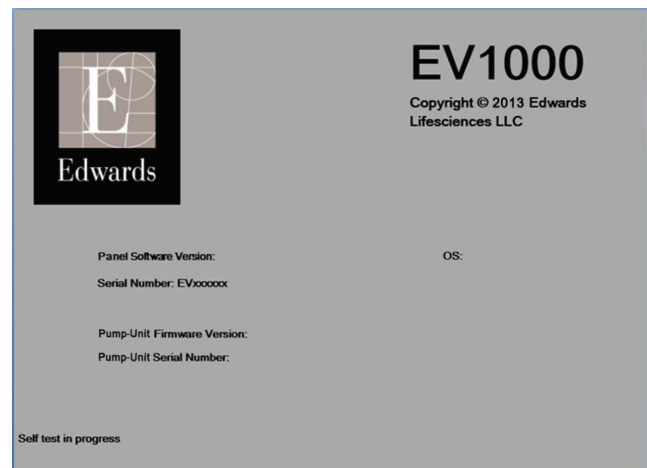 E
Edwards
EV1000
Copyright © 2013 Edwards
Lifesciences LLC
Panel Software Version:
OS:
Serial Number: EVxxxxxx
Pump-Unit Firmware Version:
Pump-Unit Serial Number:
Self test in progress